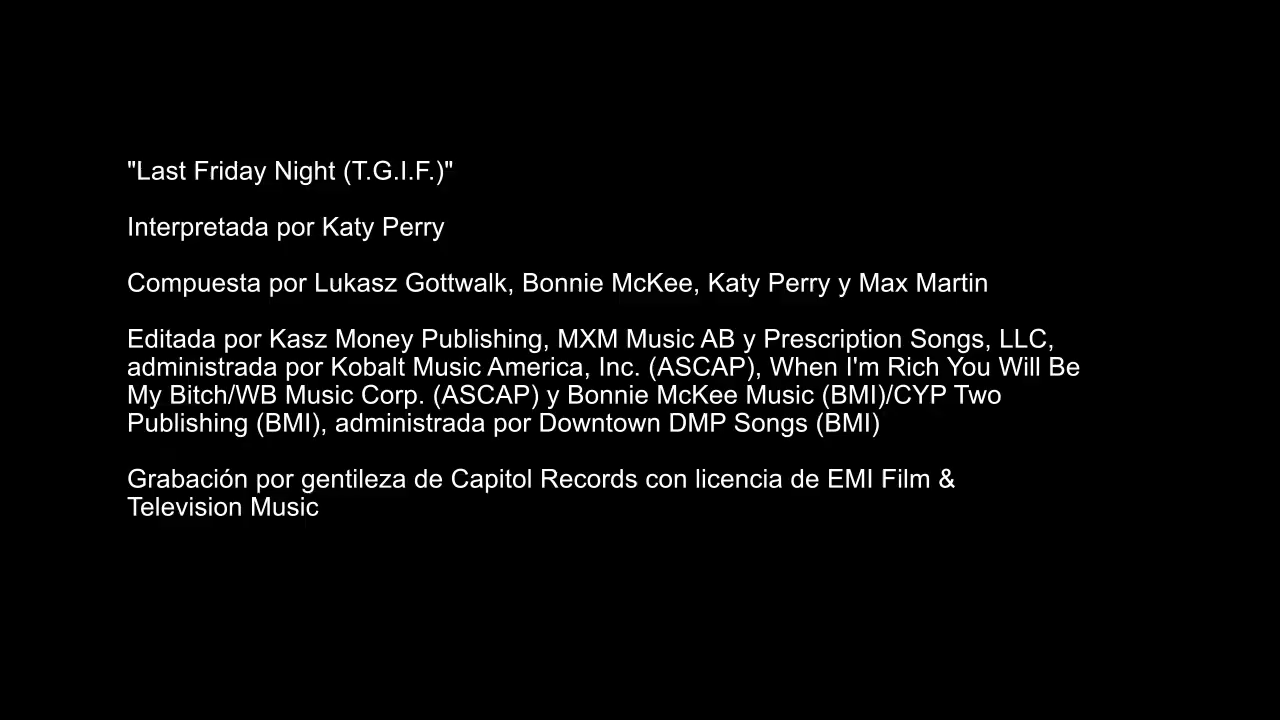 "Last Friday Night (T.G.I.F.)"
Interpretada por Katy Perry
Compuesta por Lukasz Gottwalk, Bonnie McKee, Katy Perry y Max Martin
Editada por Kasz Money Publishing, MXM Music AB y Prescription Songs, LLC,
administrada por Kobalt Music America, Inc. (ASCAP), When I'm Rich You Will Be
My Bitch/WB Music Corp. (ASCAP) y Bonnie McKee Music (BMI)/CYP Two
Publishing (BMI), administrada por Downtown DMP Songs (BMI)
Grabación por gentileza de Capitol Records con licencia de EMI Film &
Television Music